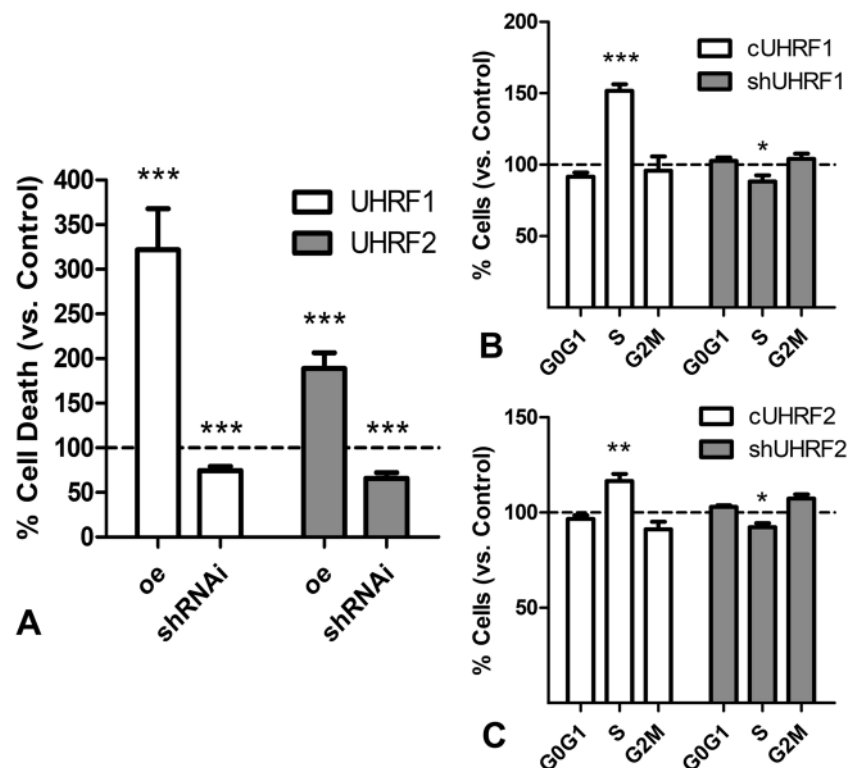 % Cell Death (vs. Control)
400
350
300
250
200
150
100
50
0
***
***
***
***
UHRF1
UHRF2
oe
shRNAi
oe
shRNAi
A
% Cells (vs. Control)
200
150
100
50
***
*
cUHRF1
shUHRF1
G0G1
S
G2M
G0G1
S
G2M
B
% Cells (vs. Control)
150
100
50
**
*
cUHRF2
shUHRF2
G0G1
S
G2M
G0G1
S
G2M
C